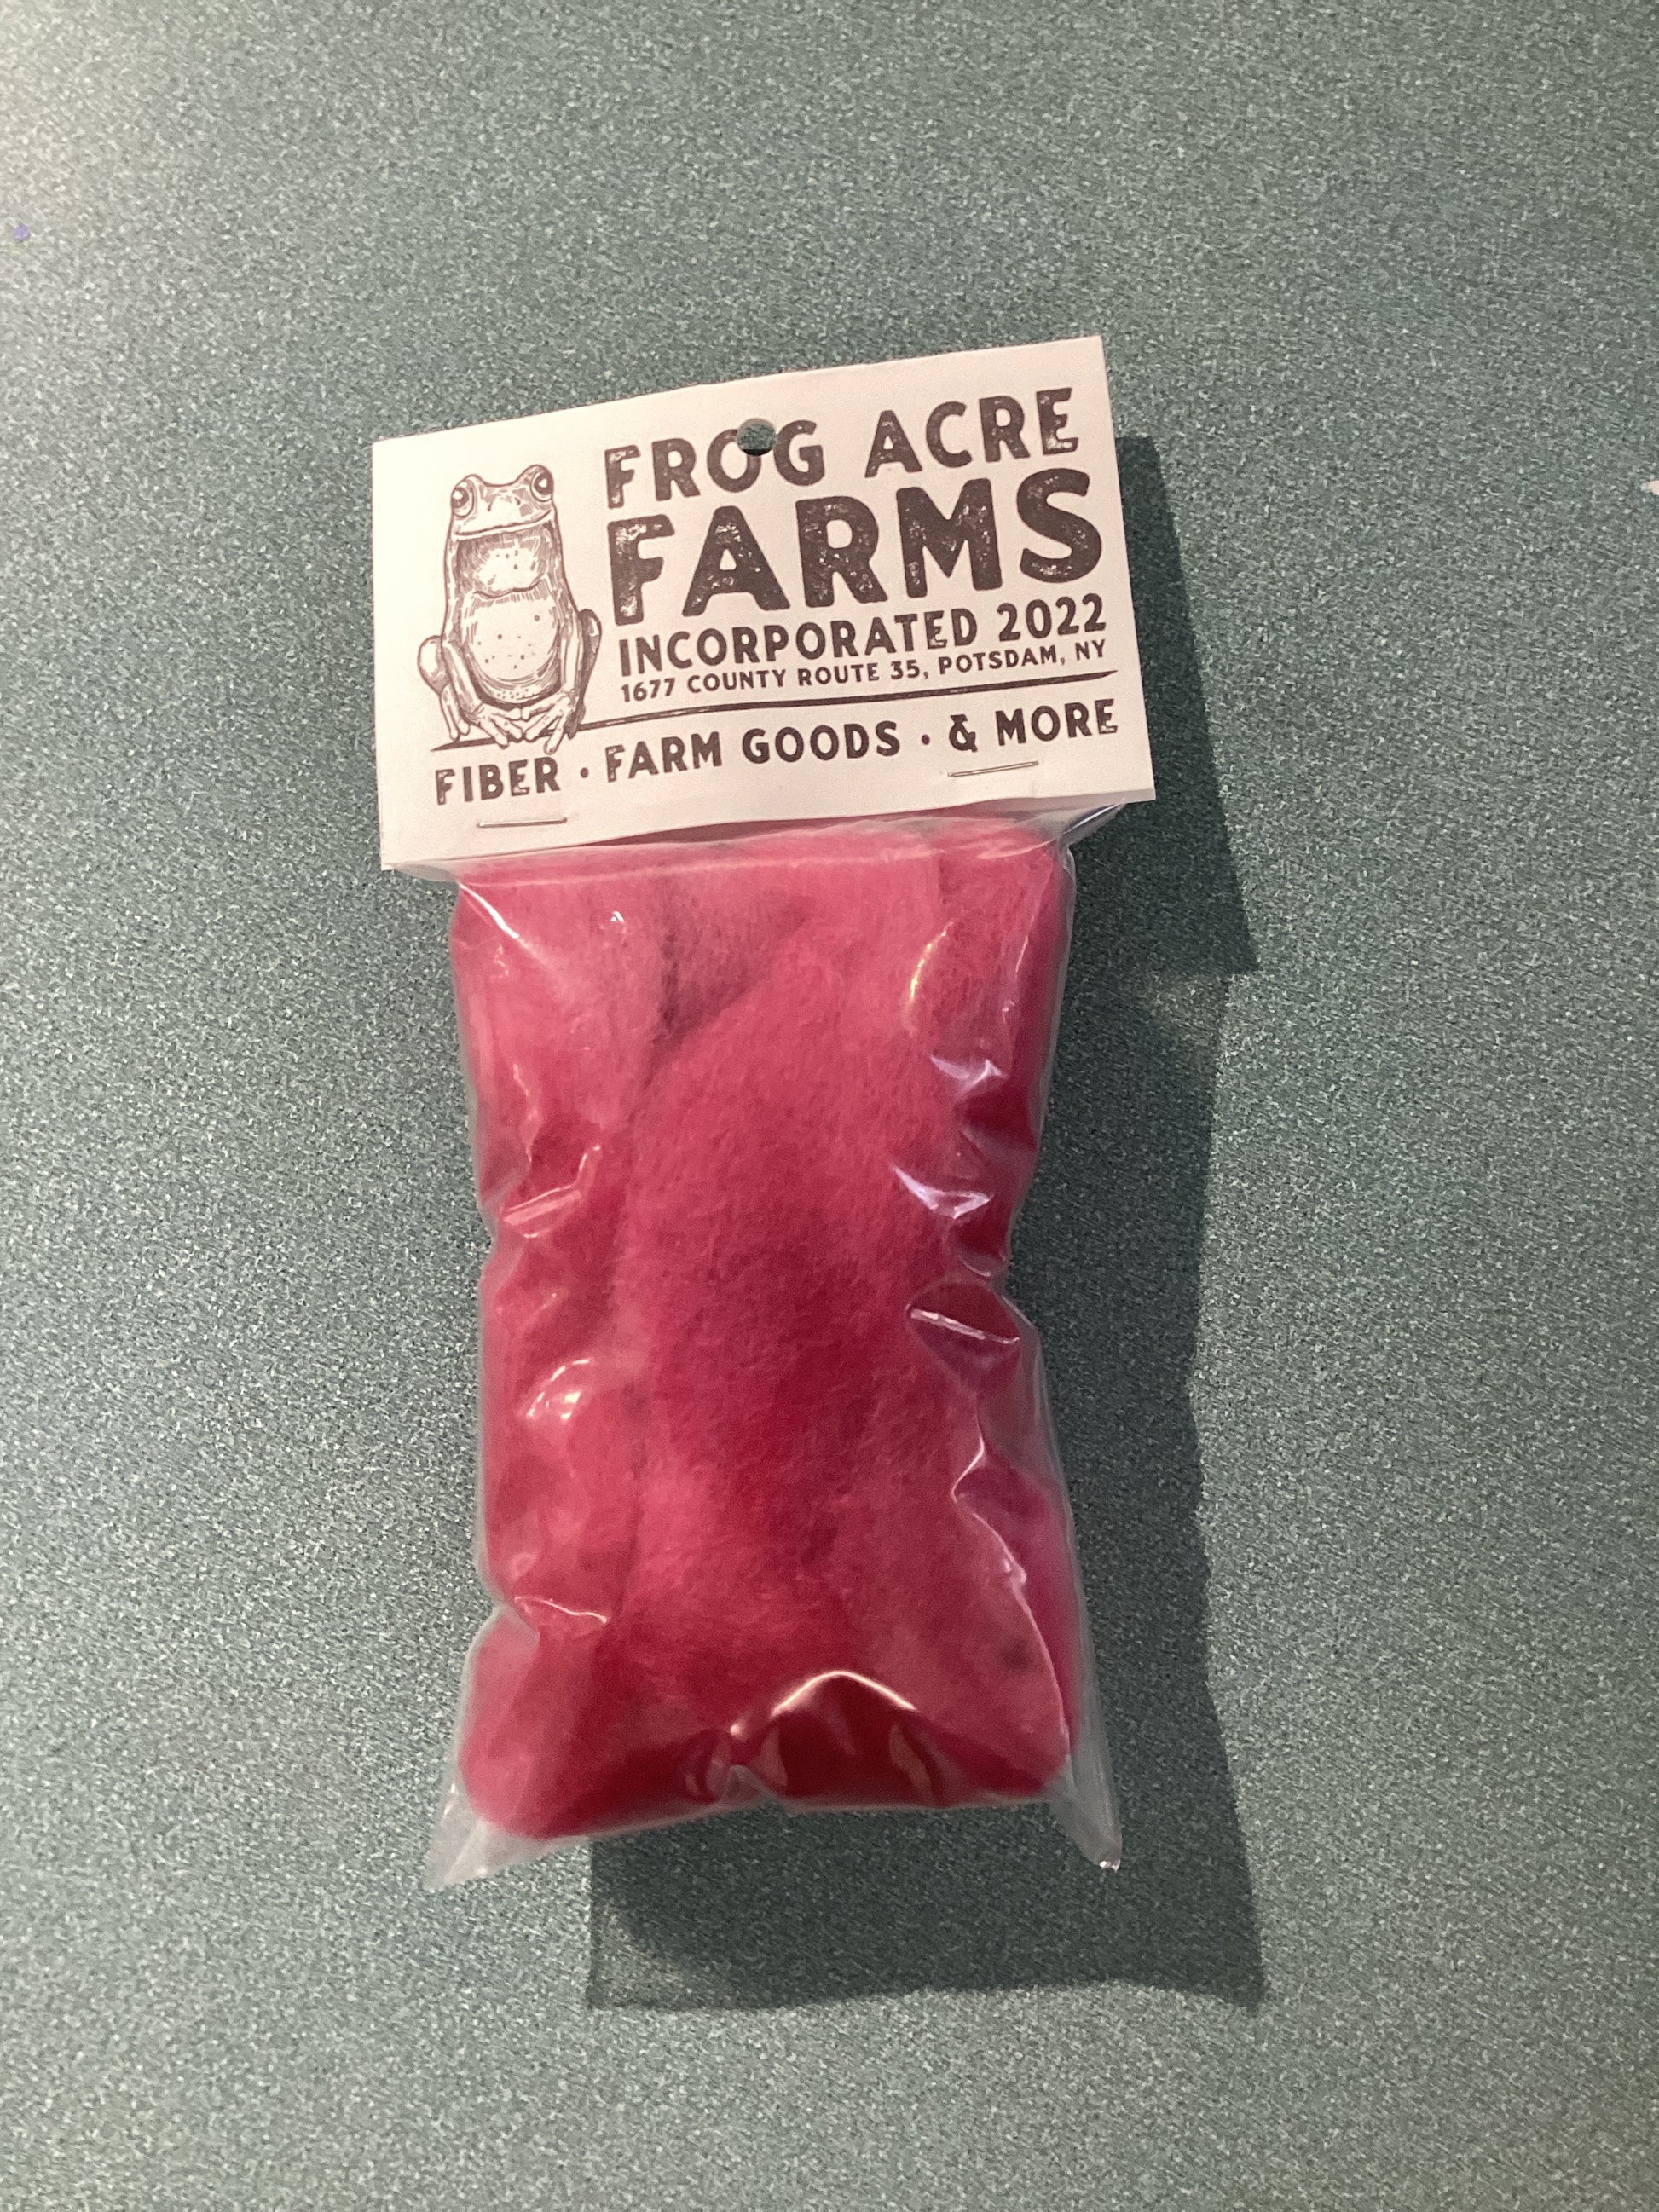 FROG ACRE
FARMS
INCORPORATED 2022
1677 COUNTY ROUTE 35, POTSDAM, NY
FIBER · FARM GOODS · & MORE